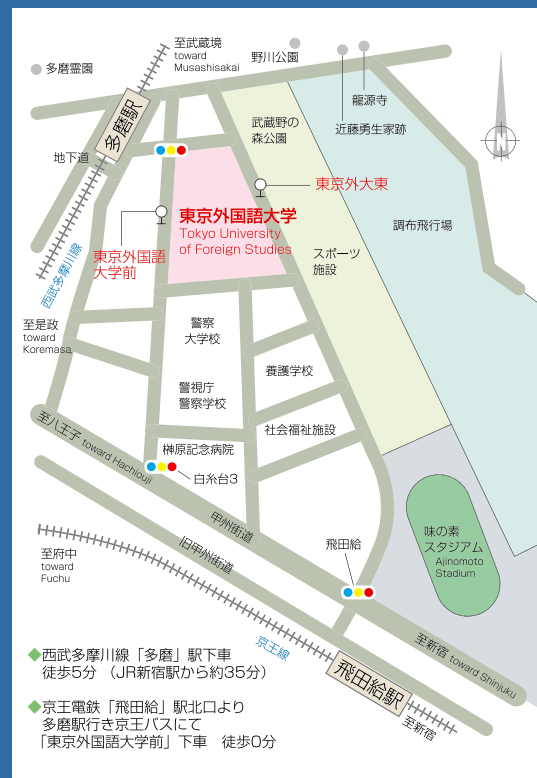 至武蔵境
toward
Musashisakai
野川公園
多磨霊園
龍源寺
近藤勇生家跡
多磨駅
武蔵野の
森公園
地下道
東京外大東
東京外国語大学
Tokyo University
of Foreign Studies
調布飛行場
東京外国語
大学前
スポーツ
施設
西武多摩川線
至是政
toward
Koremasa
警察
大学校
養護学校
警視庁
警察学校
至八王子 toward Hachiouji
社会福祉施設
榊原記念病院
白糸台3
甲州街道
味の素
スタジアム
Ajinomoto
Stadium
飛田給
旧甲州街道
至府中
toward
Fuchu
京王線
至新宿 toward Shinjuku
飛田給駅
至新宿
◆西武多摩川線「多磨」駅下車
徒歩5分 （JR新宿駅から約35分）
◆京王電鉄「飛田給」駅北口より
多磨駅行き京王バスにて
「東京外国語大学前」下車 徒歩0分